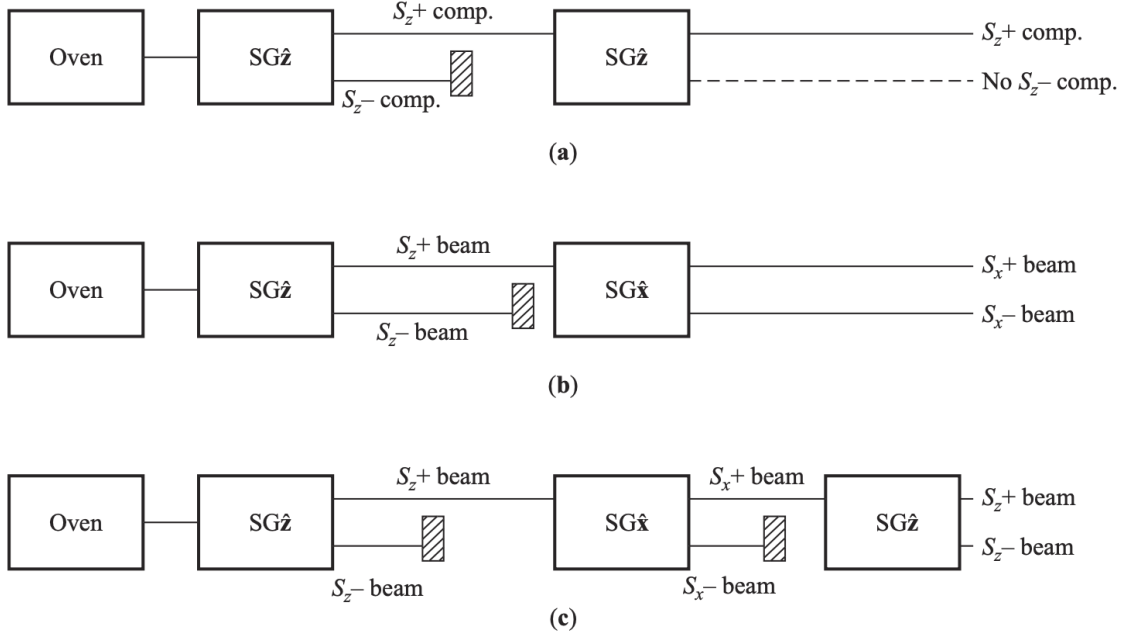 S_z+ comp.
Oven SGẑ SGẑ S_z+ comp.
S_z– comp. No S_z– comp.
(a)
S_z+ beam
Oven SGẑ SGx̂ S_x+ beam
S_z– beam S_x– beam
(b)
S_z+ beam S_x+ beam
Oven SGẑ SGx̂ SGẑ S_z+ beam
S_z– beam
S_z– beam S_x– beam
(c)